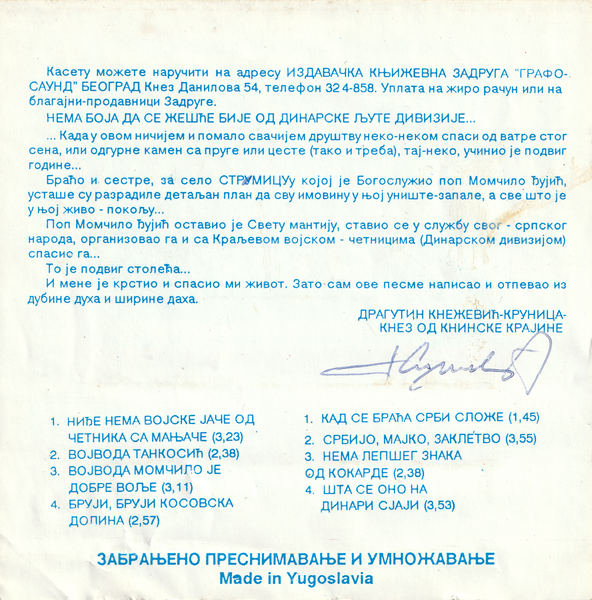 Касету можете наручити на адресу ИЗДАВАЧКА КЊИЖЕВНА ЗАДРУГА "ГРАФО-
САУНД" БЕОГРАД Кнез Данилова 54, телефон 324-858. Уплата на жиро рачун или на
благајни-продавници Задруге.
НЕМА БОЈА ДА СЕ ЖЕШЋЕ БИЈЕ ОД ДИНАРСКЕ ЉУТЕ ДИВИЗИЈЕ...
... Када у овом ничијем и помало свачијем друштву неко-неком спаси од ватре стог
сена, или одгурне камен са пруге или цесте (тако и треба), тај-неко, учинио је подвиг
године...
Браћо и сестре, за село СТРУМИЦУу којој је Богослужио поп Момчило Ђујић,
усташе су разрадиле детаљан план да сву имовину у њој униште-запале, а све што је
у њој живо - покољу...
Поп Момчило Ђујић оставио је Свету мантију, ставио се у службу свог - српског
народа, организовао га и са Краљевом војском - четницима (Динарском дивизијом)
спасио га...
То је подвиг столећа...
И мене је крстио и спасио ми живот. Зато сам ове песме написао и отпевао из
дубине духа и ширине даха.
ДРАГУТИН КНЕЖЕВИЋ-КРУНИЦА-
КНЕЗ ОД КНИНСКЕ КРАЈИНЕ
1. НИЂЕ НЕМА ВОЈСКЕ ЈАЧЕ ОД
ЧЕТНИКА СА МАЊАЧЕ (3,23)
2. ВОЈВОДА ТАНКОСИЋ (2,38)
3. ВОЈВОДА МОМЧИЛО ЈЕ
ДОБРЕ ВОЉЕ (3,11)
4. БРУЈИ, БРУЈИ КОСОВСКА
ДОЛИНА (2,57)
1. КАД СЕ БРАЋА СРБИ СЛОЖЕ (1,45)
2. СРБИЈО, МАЈКО, ЗАКЛЕТВО (3,55)
3. НЕМА ЛЕПШЕГ ЗНАКА
ОД КОКАРДЕ (2,38)
4. ШТА СЕ ОНО НА
ДИНАРИ СЈАЈИ (3,53)
ЗАБРАЊЕНО ПРЕСНИМАВАЊЕ И УМНОЖАВАЊЕ
Made in Yugoslavia